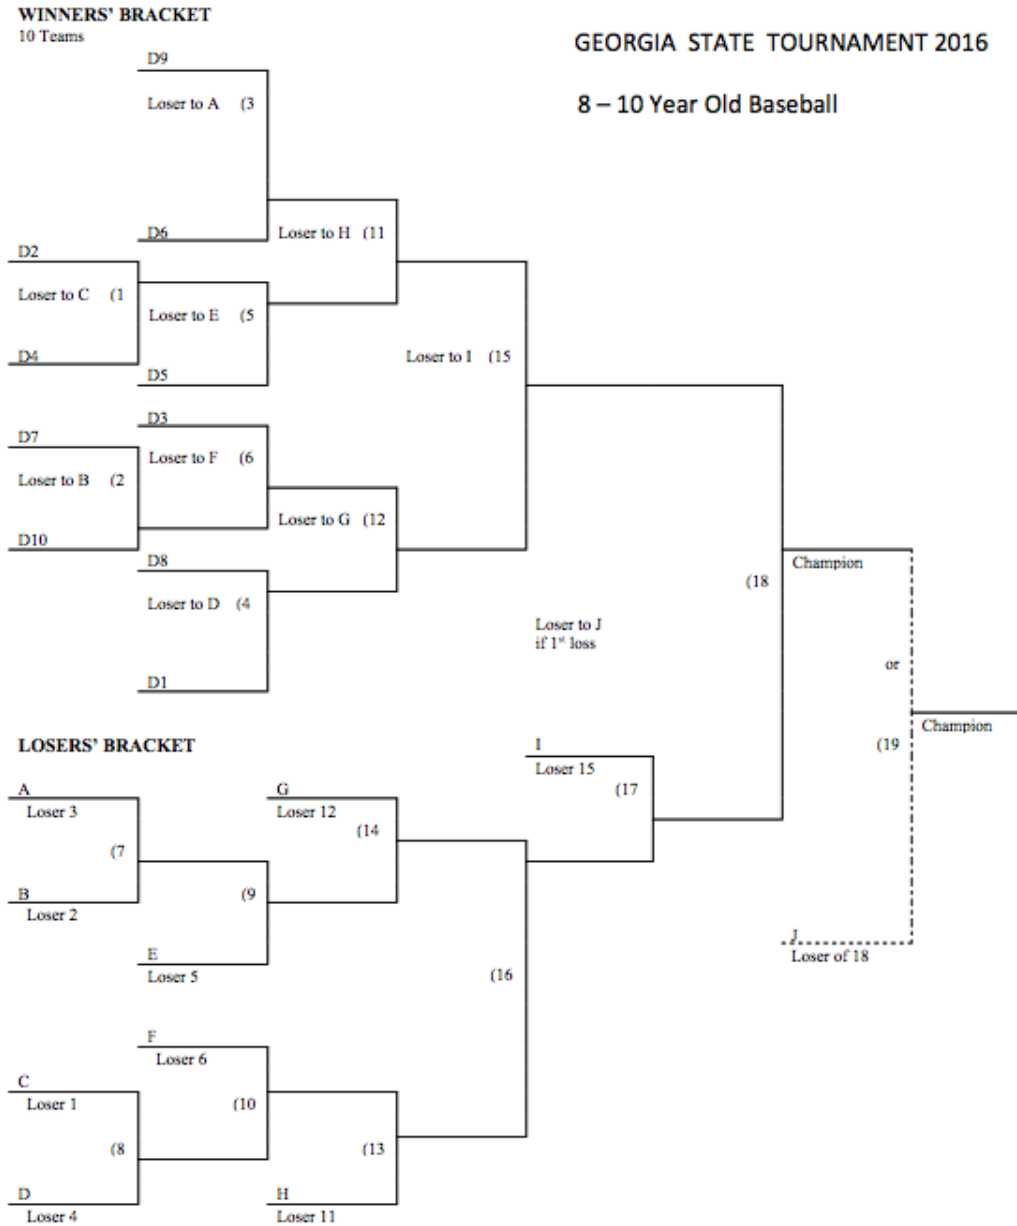 WINNERS' BRACKET
10 Teams
GEORGIA STATE TOURNAMENT 2016
8 – 10 Year Old Baseball
D9
Loser to A (3
D6
Loser to H (11
D2
Loser to C (1
Loser to E (5
D4
D5
Loser to I (15
D3
D7
Loser to F (6
Loser to B (2
Loser to G (12
D10
D8
Loser to D (4
D1
Champion
(18
Loser to J
if 1st loss
or
Champion
(19
LOSERS' BRACKET
I
Loser 15
(17
A
Loser 3
G
Loser 12
(14
(7
B
Loser 2
(9
E
Loser 5
J
Loser of 18
(16
F
Loser 6
C
Loser 1
(10
(8
(13
D
Loser 4
H
Loser 11